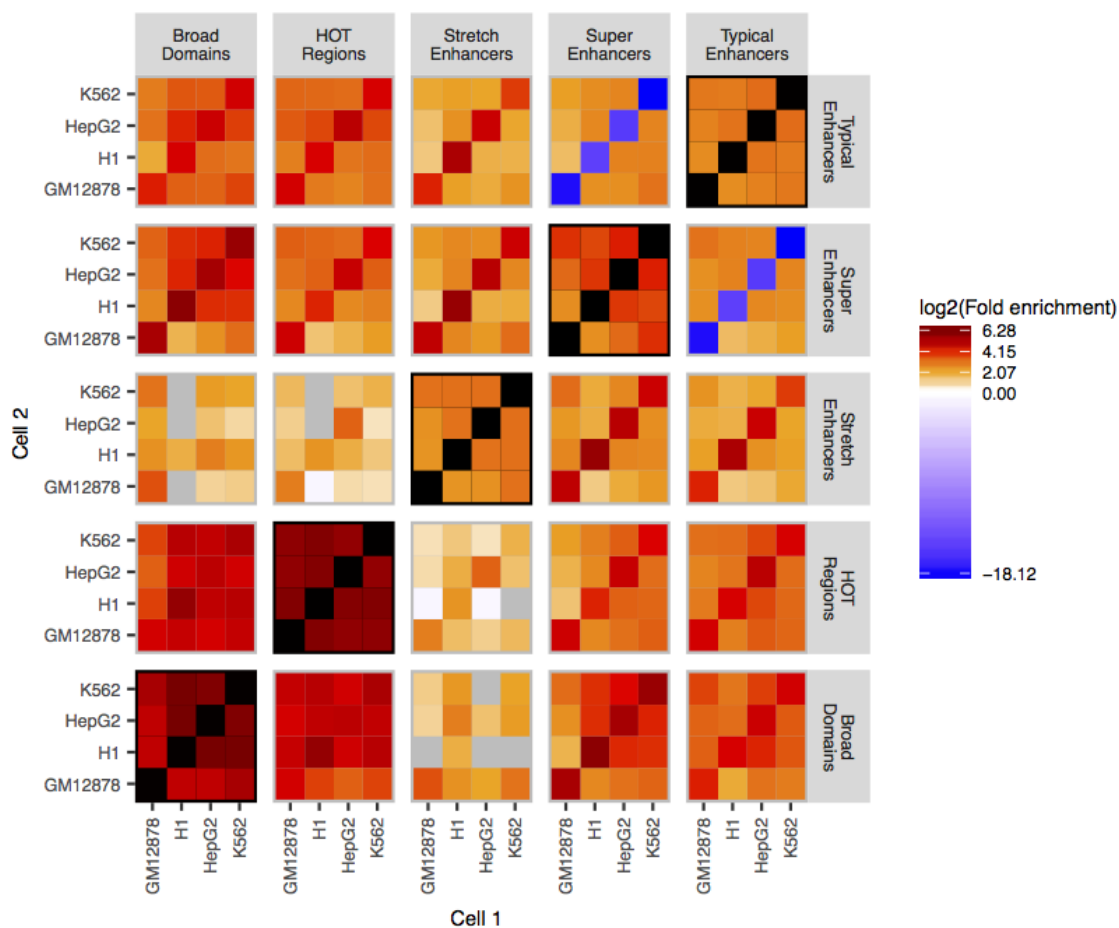 Broad
Domains
HOT
Regions
Stretch
Enhancers
Super
Enhancers
Typical
Enhancers
K562
HepG2
H1
GM12878
Typical
Enhancers
K562
HepG2
H1
GM12878
Super
Enhancers
K562
HepG2
H1
GM12878
Stretch
Enhancers
K562
HepG2
H1
GM12878
HOT
Regions
K562
HepG2
H1
GM12878
Broad
Domains
Cell 2
GM12878
H1
HepG2
K562
GM12878
H1
HepG2
K562
GM12878
H1
HepG2
K562
GM12878
H1
HepG2
K562
GM12878
H1
HepG2
K562
Cell 1
log2(Fold enrichment)
6.28
4.15
2.07
0.00
−18.12